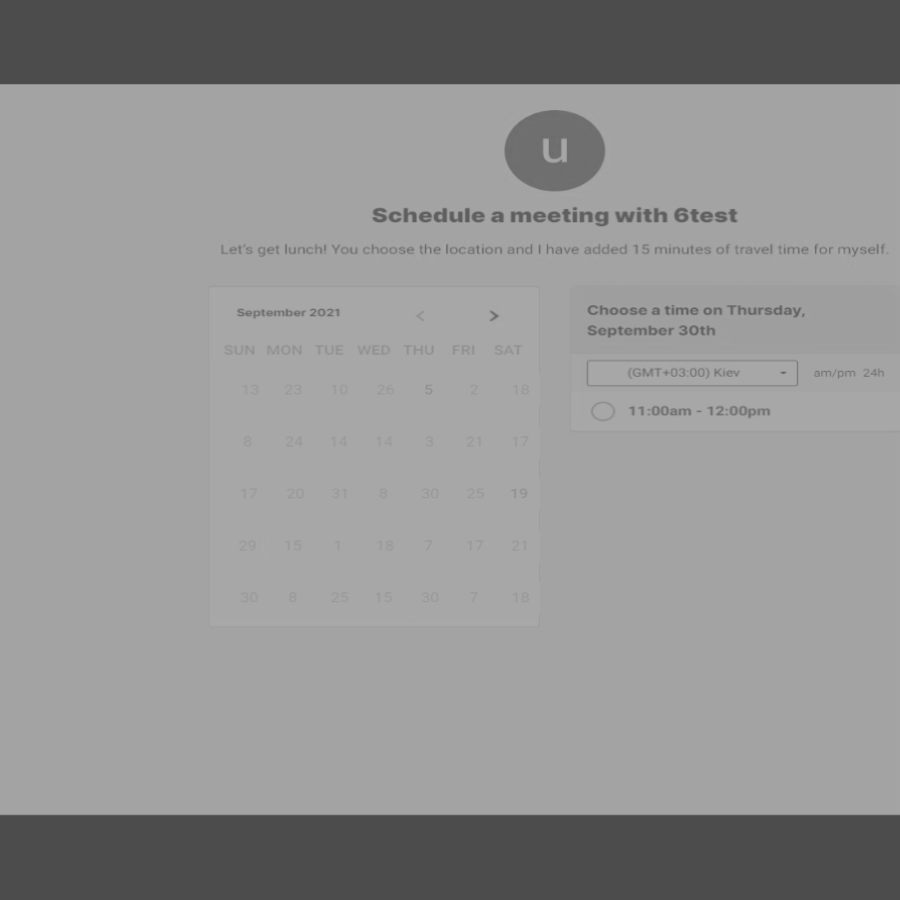 u
Schedule a meeting with 6test
Let's get lunch! You choose the location and I have added 15 minutes of travel time for myself.
September 2021 < >
SUN MON TUE WED THU FRI SAT
13 23 10 26 5 2 18
8 24 14 14 3 21 17
17 20 31 8 30 25 19
29 15 1 18 7 17 21
30 8 25 15 30 7 18
Choose a time on Thursday,
September 30th
(GMT+03:00) Kiev am/pm 24h
11:00am - 12:00pm